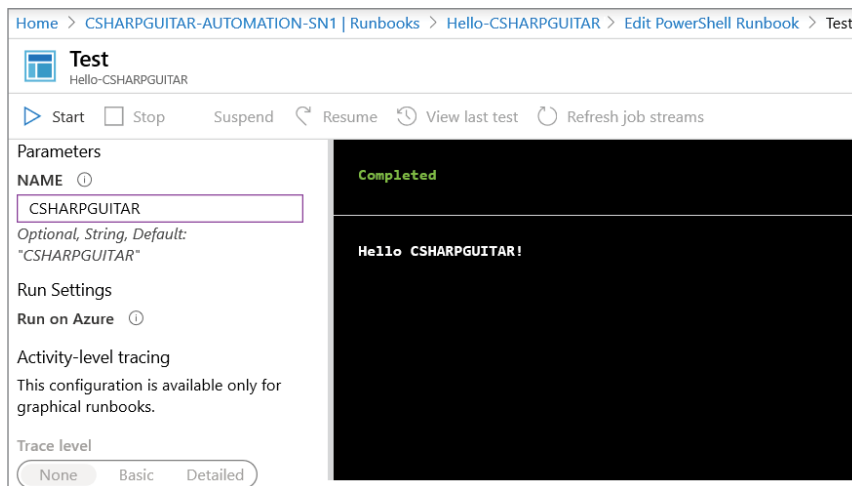 Home > CSHARPGUITAR-AUTOMATION-SN1 | Runbooks > Hello-CSHARPGUITAR > Edit PowerShell Runbook > Test
Test
Hello-CSHARPGUITAR
Start Stop Suspend Resume View last test Refresh job streams
Parameters
NAME
CSHARPGUITAR
Optional, String, Default:
"CSHARPGUITAR"
Run Settings
Run on Azure
Activity-level tracing
This configuration is available only for
graphical runbooks.
Trace level
None Basic Detailed
Completed
Hello CSHARPGUITAR!